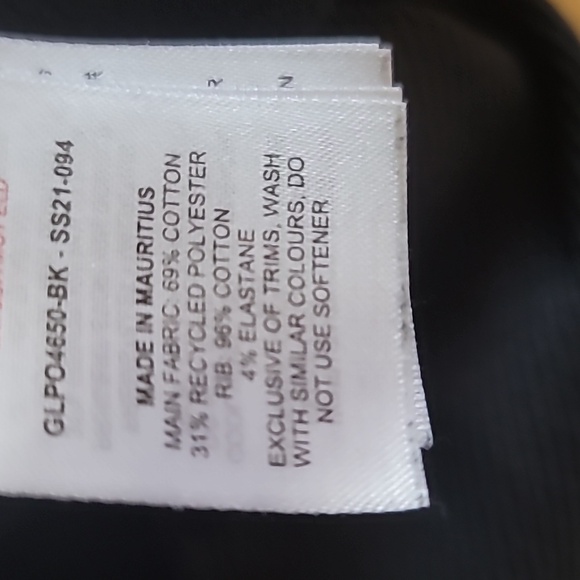 GLPO4650-BK - SS21-094
MADE IN MAURITIUS
MAIN FABRIC: 69% COTTON
31% RECYCLED POLYESTER
RIB: 96% COTTON
4% ELASTANE
EXCLUSIVE OF TRIMS, WASH
WITH SIMILAR COLOURS, DO
NOT USE SOFTENER